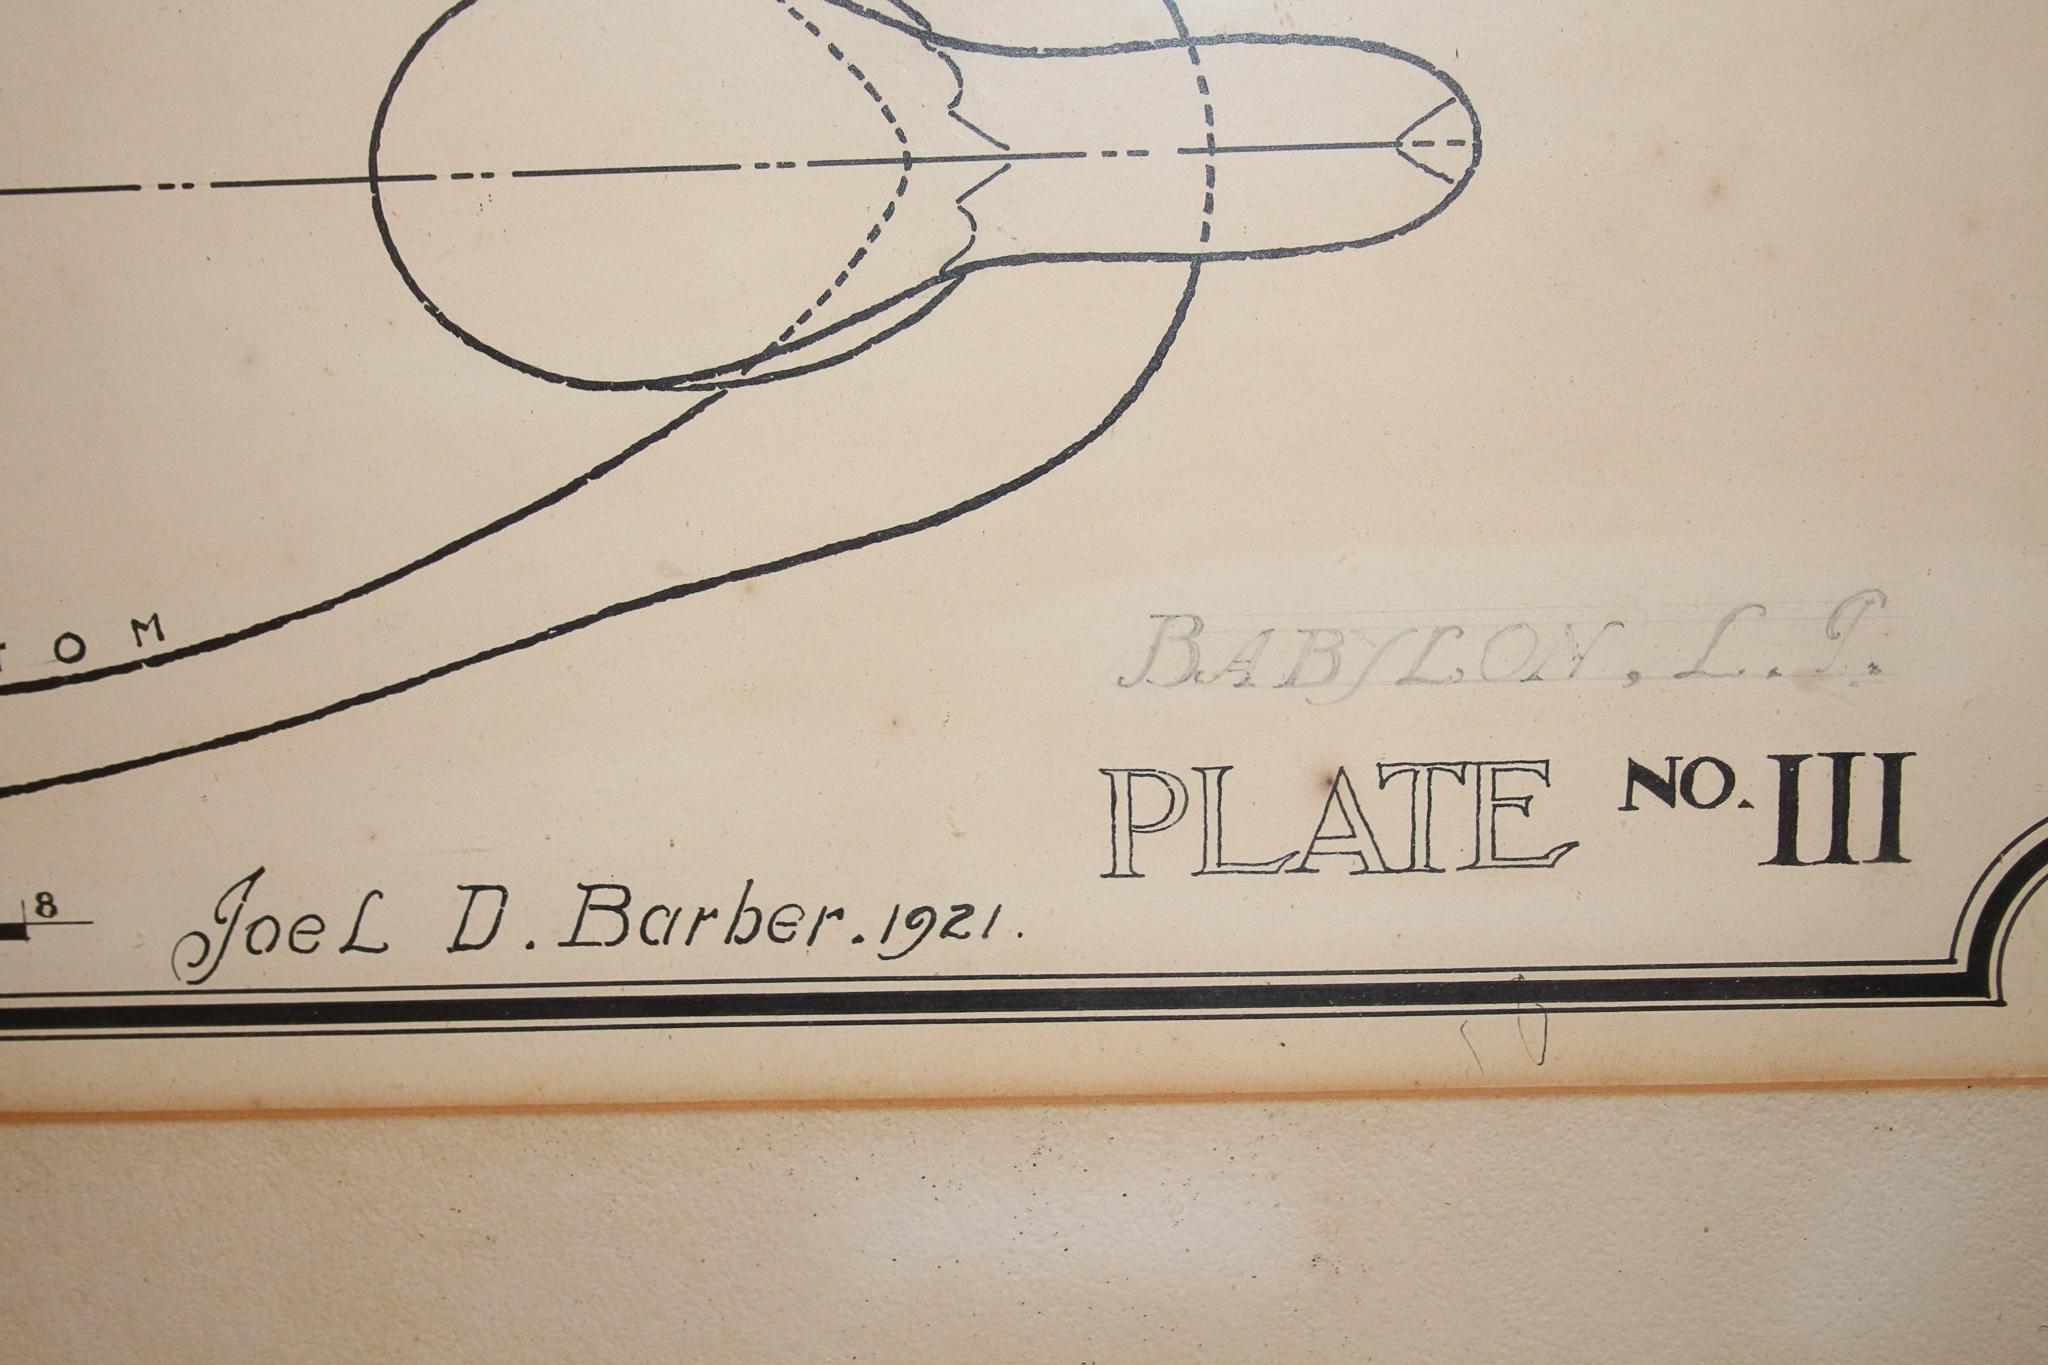 TOM
BABYLON, L.I.
PLATE NO. III
8
Joel D. Barber. 1921.